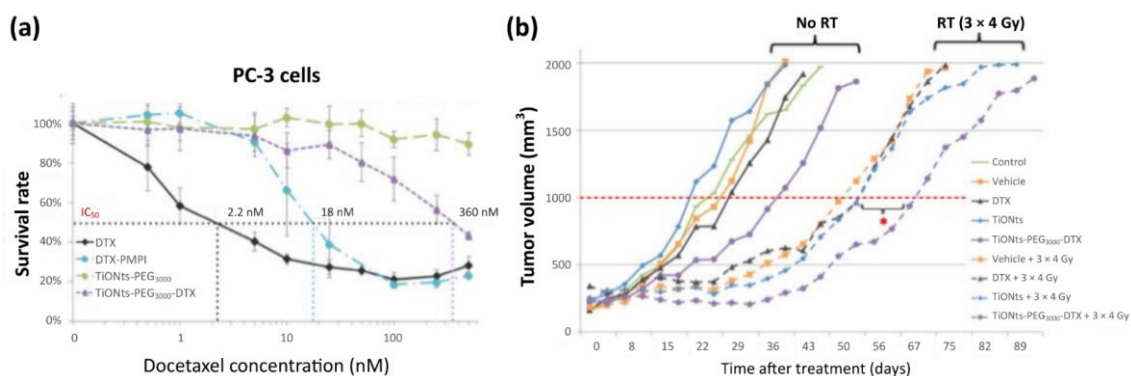 (a)
PC-3 cells
Survival rate
100%
80%
60%
40%
20%
0%
IC50
2.2 nM
18 nM
360 nM
DTX
DTX-PMPI
TiONts-PEG3000
TiONts-PEG3000-DTX
0 1 10 100
Docetaxel concentration (nM)
(b)
No RT
RT (3 × 4 Gy)
Tumor volume (mm3)
2000
1500
1000
500
0
Control
Vehicle
DTX
TiONts
TiONts-PEG3000-DTX
Vehicle + 3 × 4 Gy
DTX + 3 × 4 Gy
TiONts + 3 × 4 Gy
TiONts-PEG3000-DTX + 3 × 4 Gy
*
0 8 15 22 29 36 43 50 56 67 82 89
Time after treatment (days)